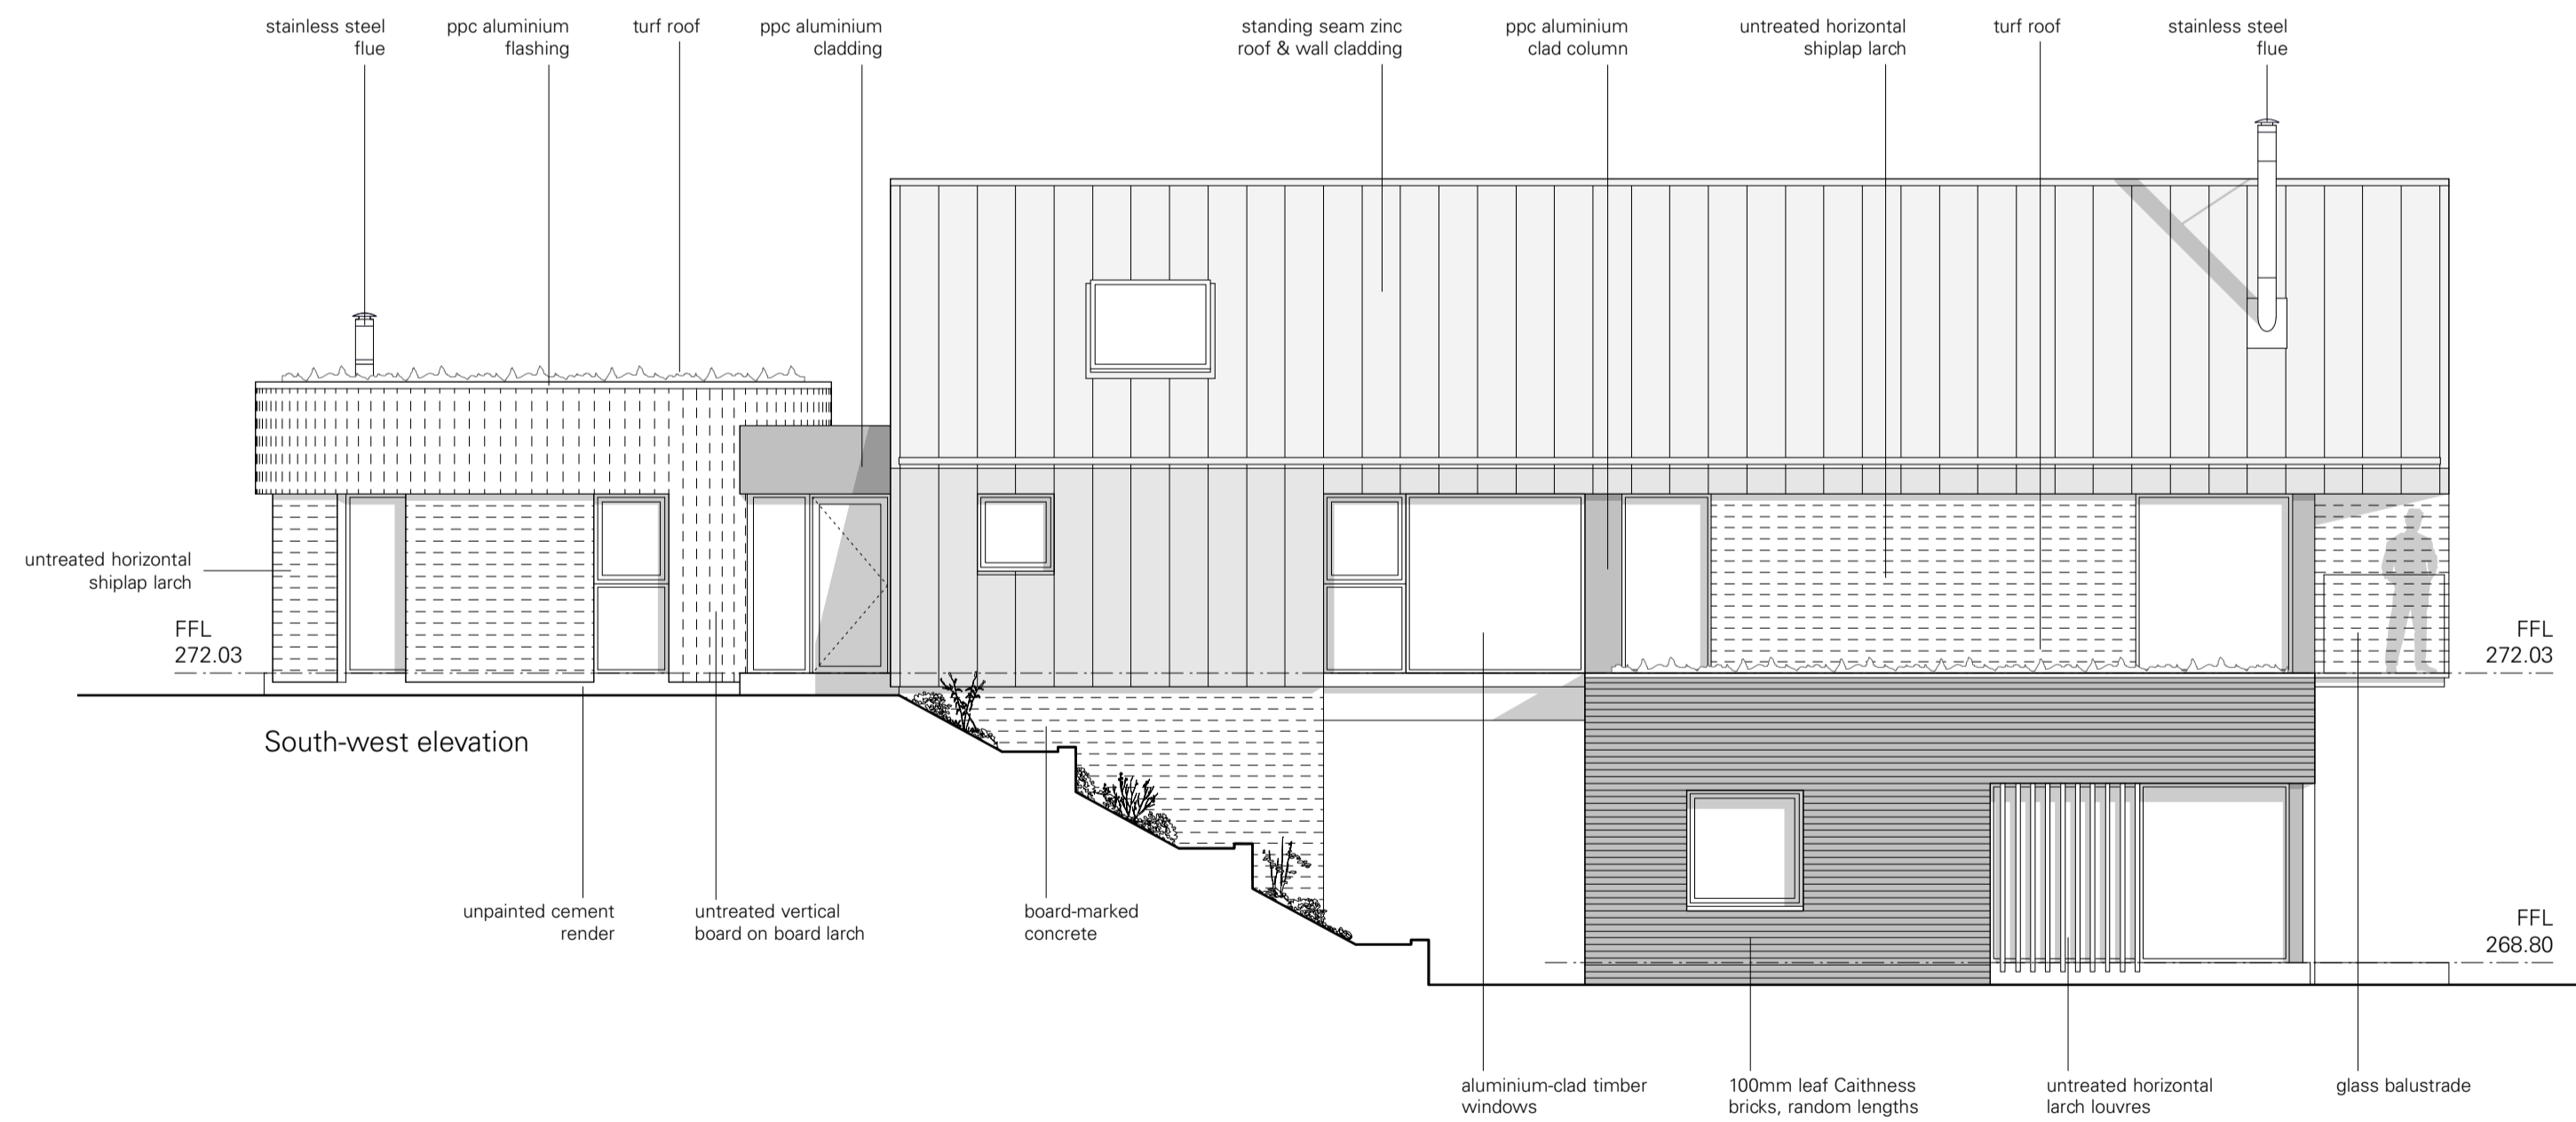 stainless steel
flue
ppc aluminium
flashing
turf roof
ppc aluminium
cladding
standing seam zinc
roof & wall cladding
ppc aluminium
clad column
untreated horizontal
shiplap larch
turf roof
stainless steel
flue
untreated horizontal
shiplap larch
FFL
272.03
FFL
272.03
South-west elevation
unpainted cement
render
untreated vertical
board on board larch
board-marked
concrete
FFL
268.80
aluminium-clad timber
windows
100mm leaf Caithness
bricks, random lengths
untreated horizontal
larch louvres
glass balustrade